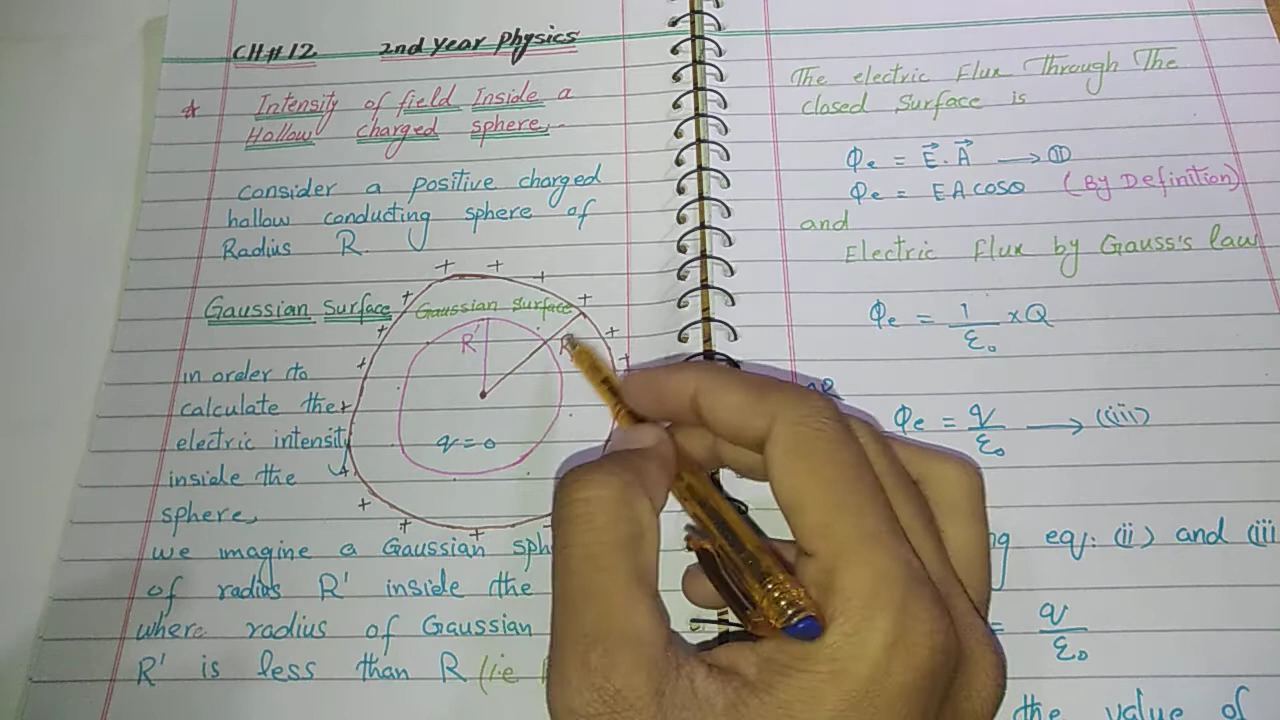 CH#12 2nd Year Physics
* Intensity of field Inside a
Hollow charged sphere.
consider a positive charged
hollow conducting sphere of
Radius R.
Gaussian Surface
Gaussian Surface
R'
R
q = 0
in order to
calculate the
electric intensity
inside the
sphere,
we imagine a Gaussian
of radius R' inside the
where radius of Gaussian
R' is less than R (i.e
The electric Flux Through The
closed Surface is
Φe = E⃗.A⃗ → (II)
Φe = EA cosθ (By Definition)
and
Electric Flux by Gauss's law
Φe = 1/ε₀ × Q
Φe = q/ε₀ → (iii)
eq: (ii) and (iii
= q/ε₀
the value of